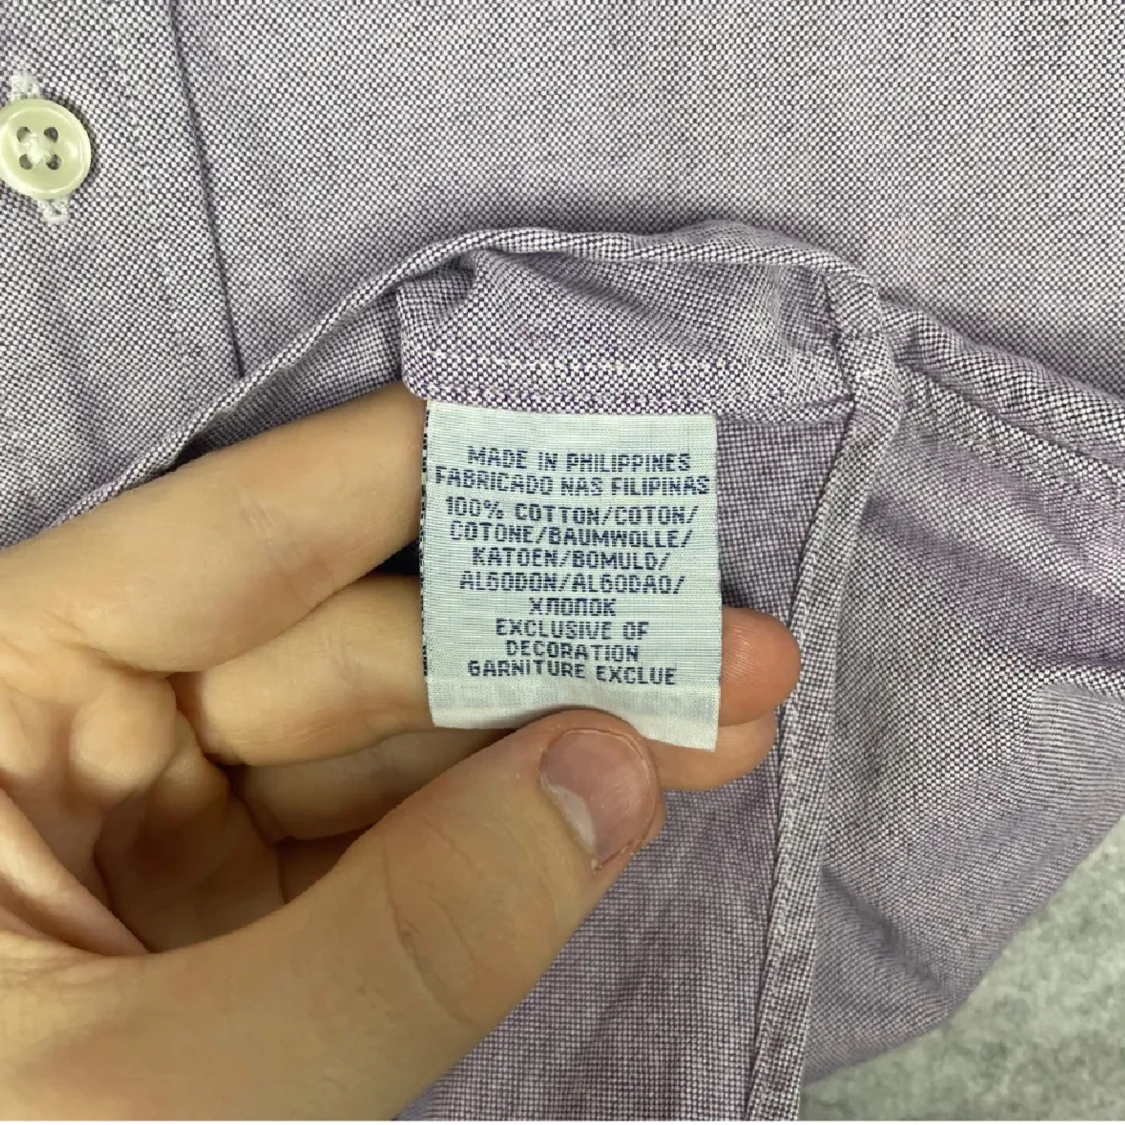 MADE IN PHILIPPINES
FABRICADO NAS FILIPINAS
100% COTTON/COTON/
COTONE/BAUMWOLLE/
KATOEN/BOMULD/
ALGODON/ALGODAO/
ХЛОПОК
EXCLUSIVE OF
DECORATION
GARNITURE EXCLUE